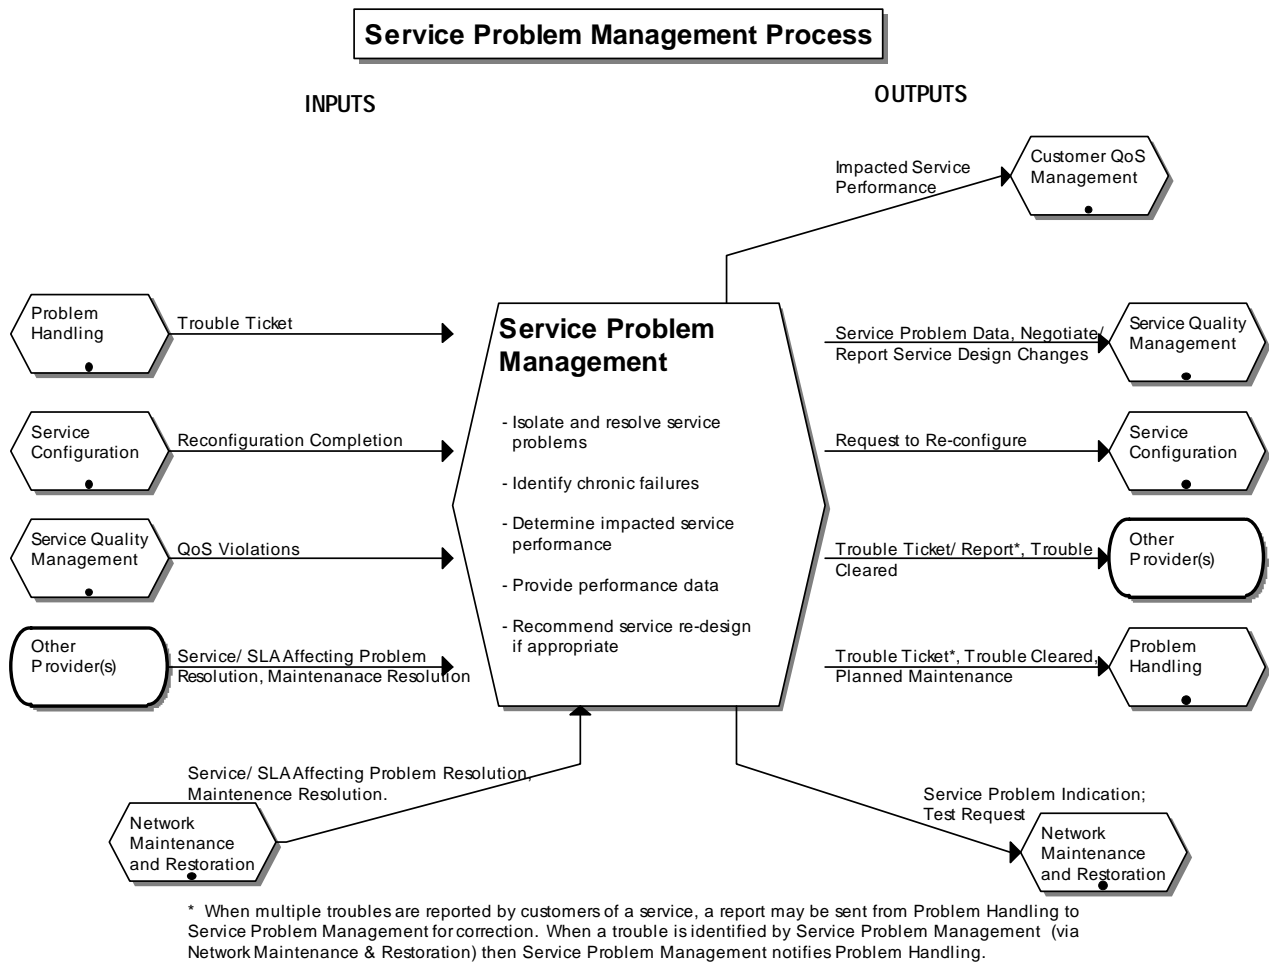 Service Problem Management Process
INPUTS
OUTPUTS
Impacted Service
Performance
Customer QoS
Management
Problem
Handling
Trouble Ticket
Service
Configuration
Reconfiguration Completion
Service Quality
Management
QoS Violations
Other
Provider(s)
Service/ SLA Affecting Problem
Resolution, Maintenanace Resolution
Service/ SLA Affecting Problem Resolution,
Maintenence Resolution.
Network
Maintenance
and Restoration
Service Problem
Management
- Isolate and resolve service
problems
- Identify chronic failures
- Determine impacted service
performance
- Provide performance data
- Recommend service re-design
if appropriate
Service Problem Data, Negotiate/
Report Service Design Changes
Service Quality
Management
Request to Re-configure
Service
Configuration
Trouble Ticket/ Report*, Trouble
Cleared
Other
Provider(s)
Trouble Ticket*, Trouble Cleared,
Planned Maintenance
Problem
Handling
Service Problem Indication;
Test Request
Network
Maintenance
and Restoration
* When multiple troubles are reported by customers of a service, a report may be sent from Problem Handling to
Service Problem Management for correction. When a trouble is identified by Service Problem Management (via
Network Maintenance & Restoration) then Service Problem Management notifies Problem Handling.